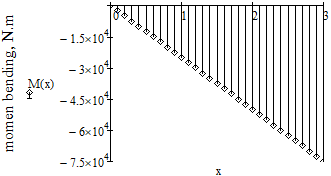 0 1 2 3
−1.5×10⁴
−3×10⁴
−4.5×10⁴
−6×10⁴
−7.5×10⁴
momen bending, N.m
M(x)
x